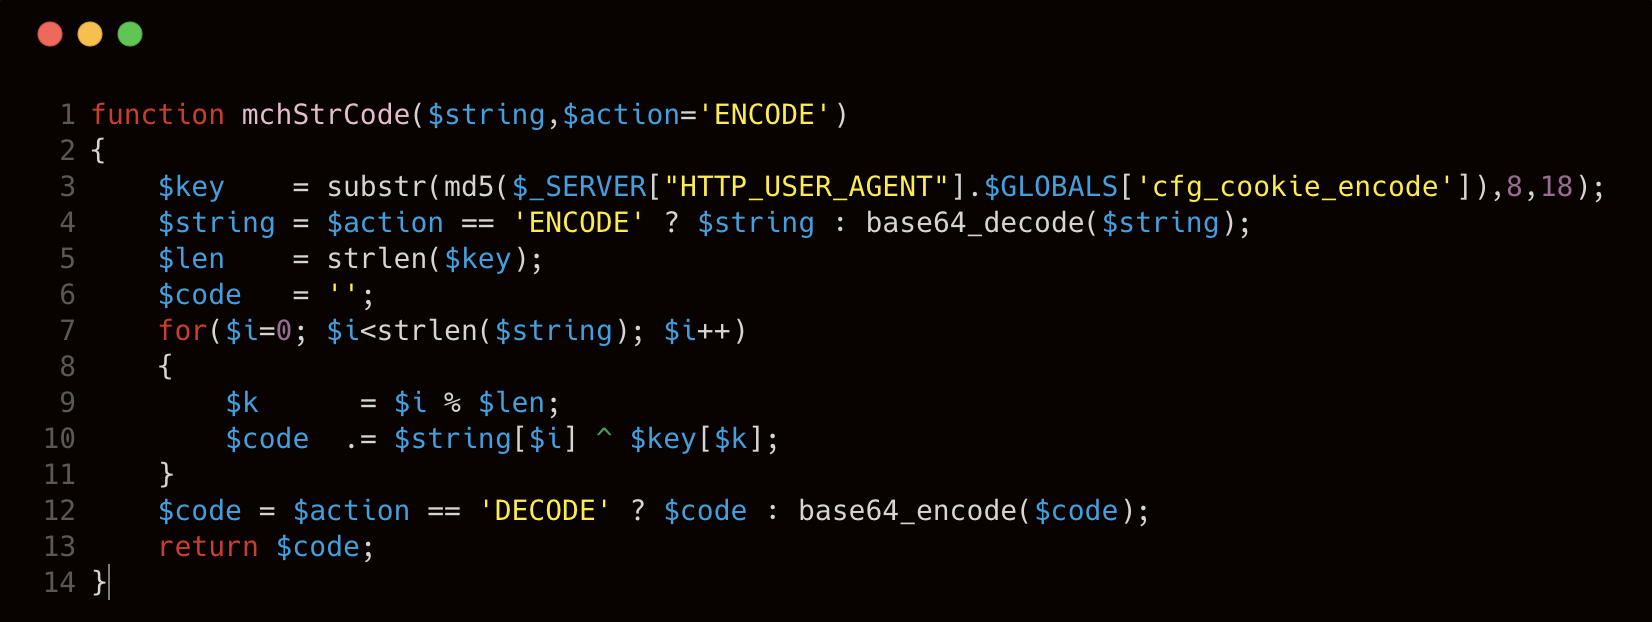 1 function mchStrCode($string,$action='ENCODE')
2 {
3     $key    = substr(md5($_SERVER["HTTP_USER_AGENT"].$GLOBALS['cfg_cookie_encode']),8,18);
4     $string = $action == 'ENCODE' ? $string : base64_decode($string);
5     $len    = strlen($key);
6     $code   = '';
7     for($i=0; $i<strlen($string); $i++)
8     {
9         $k      = $i % $len;
10         $code  .= $string[$i] ^ $key[$k];
11     }
12     $code = $action == 'DECODE' ? $code : base64_encode($code);
13     return $code;
14 }